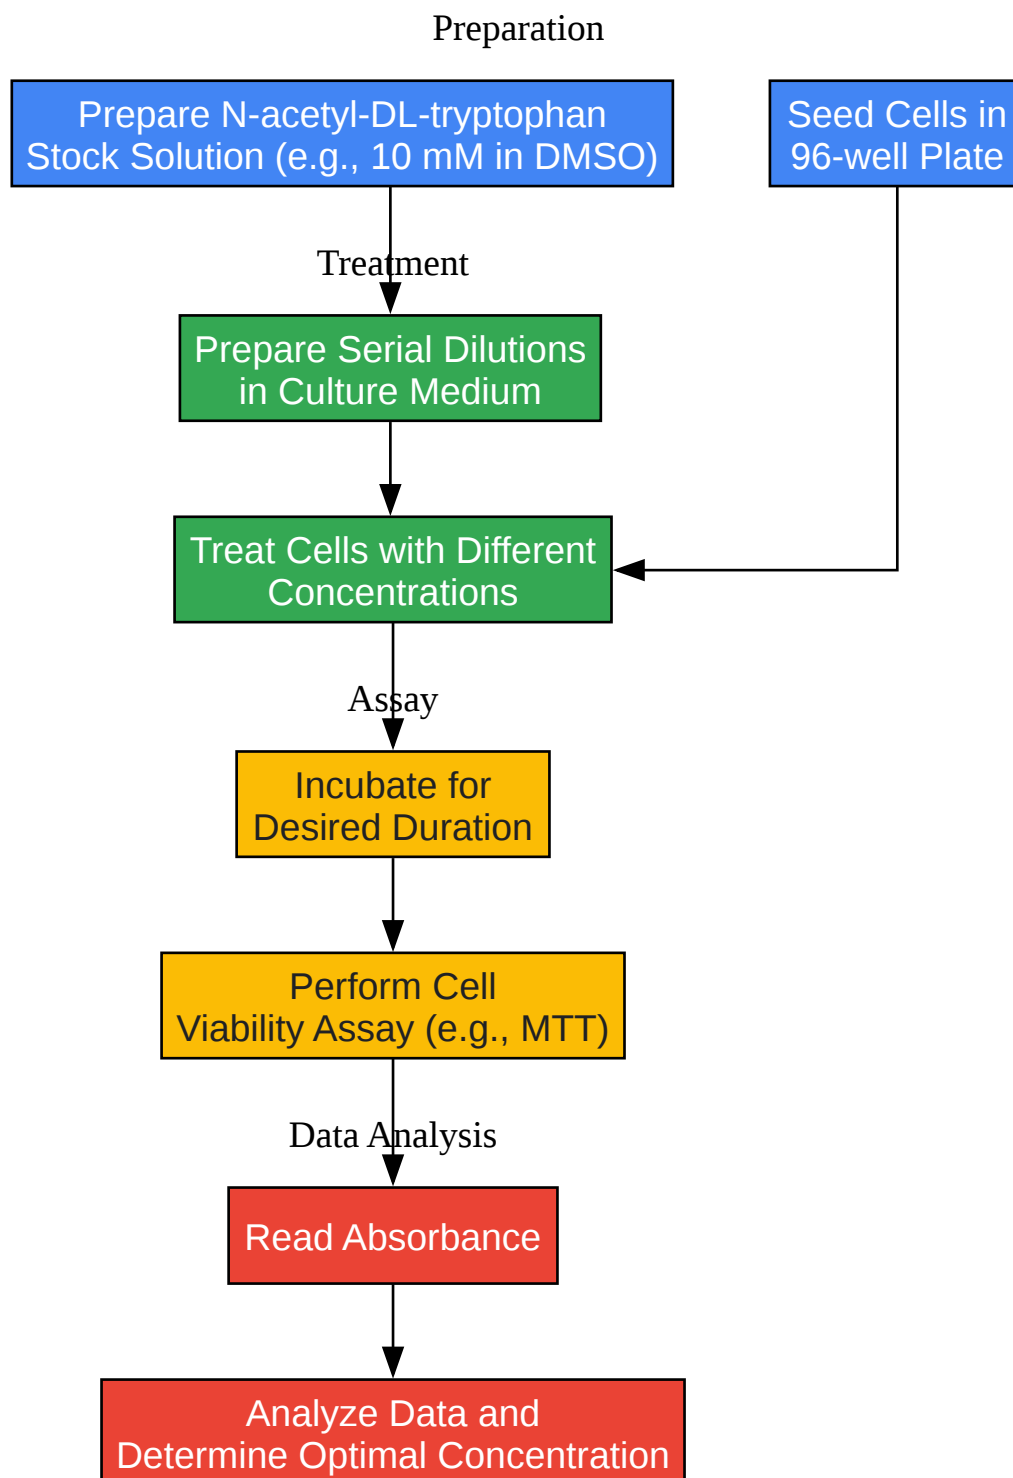 Preparation
Prepare N-acetyl-DL-tryptophan
Stock Solution (e.g., 10 mM in DMSO)
Seed Cells in
96-well Plate
Treatment
Prepare Serial Dilutions
in Culture Medium
Treat Cells with Different
Concentrations
Assay
Incubate for
Desired Duration
Perform Cell
Viability Assay (e.g., MTT)
Data Analysis
Read Absorbance
Analyze Data and
Determine Optimal Concentration